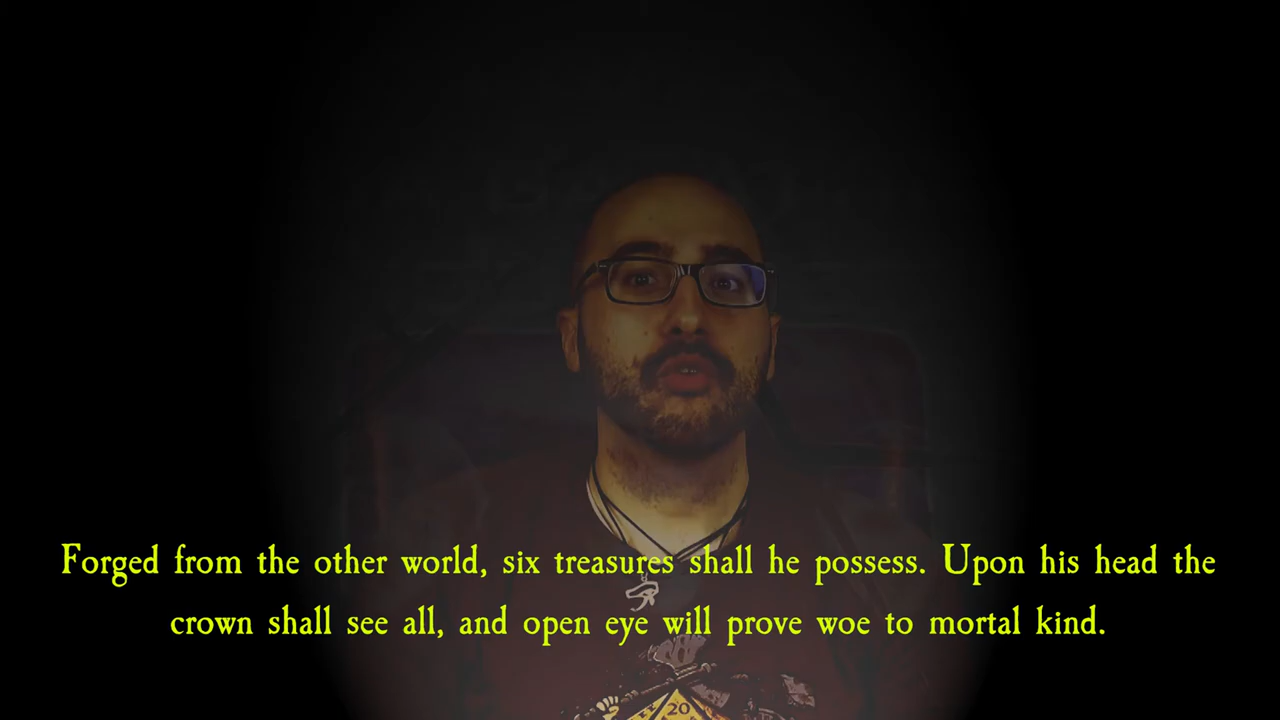 Forged from the other world, six treasures shall he possess. Upon his head the
crown shall see all, and open eye will prove woe to mortal kind.
20